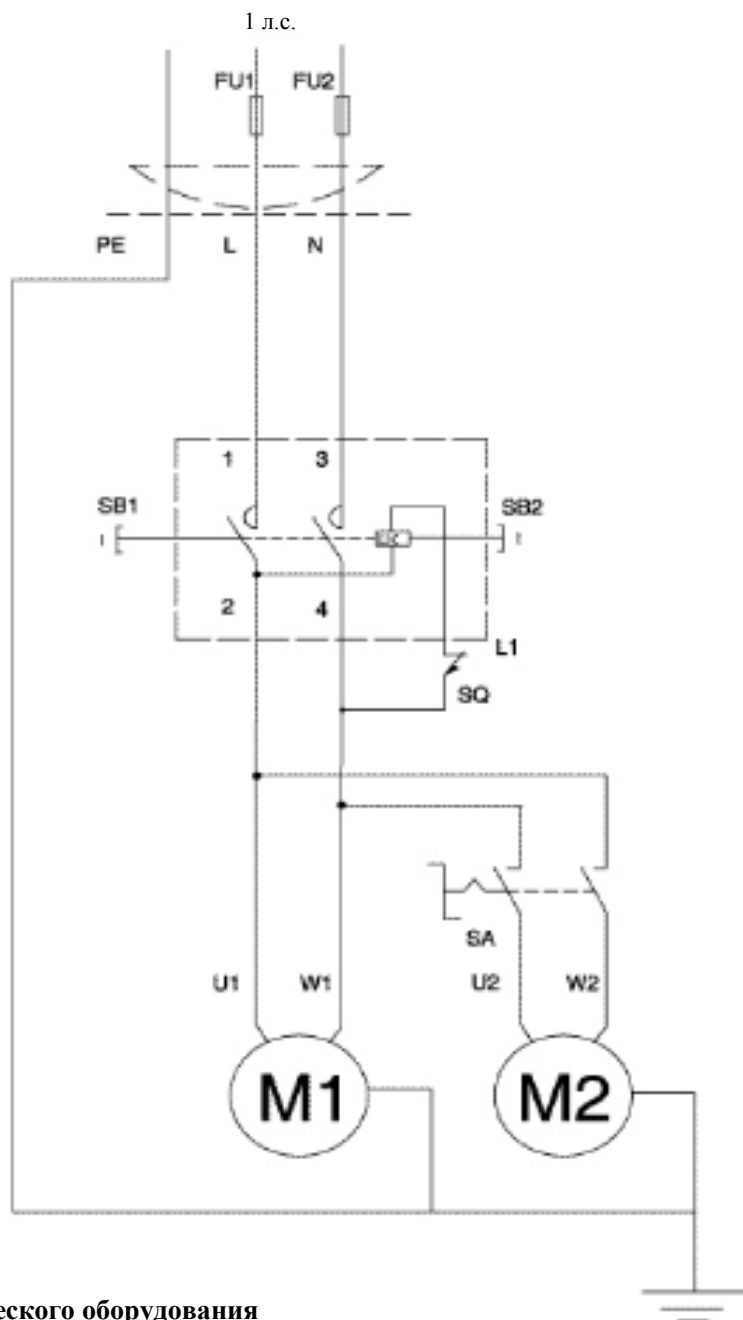 1 л.с.
FU1 FU2
PE L N
1 3
SB1 SB2
2 4
L1
SQ
SA
U1 W1 U2 W2
M1 M2
еского оборудования